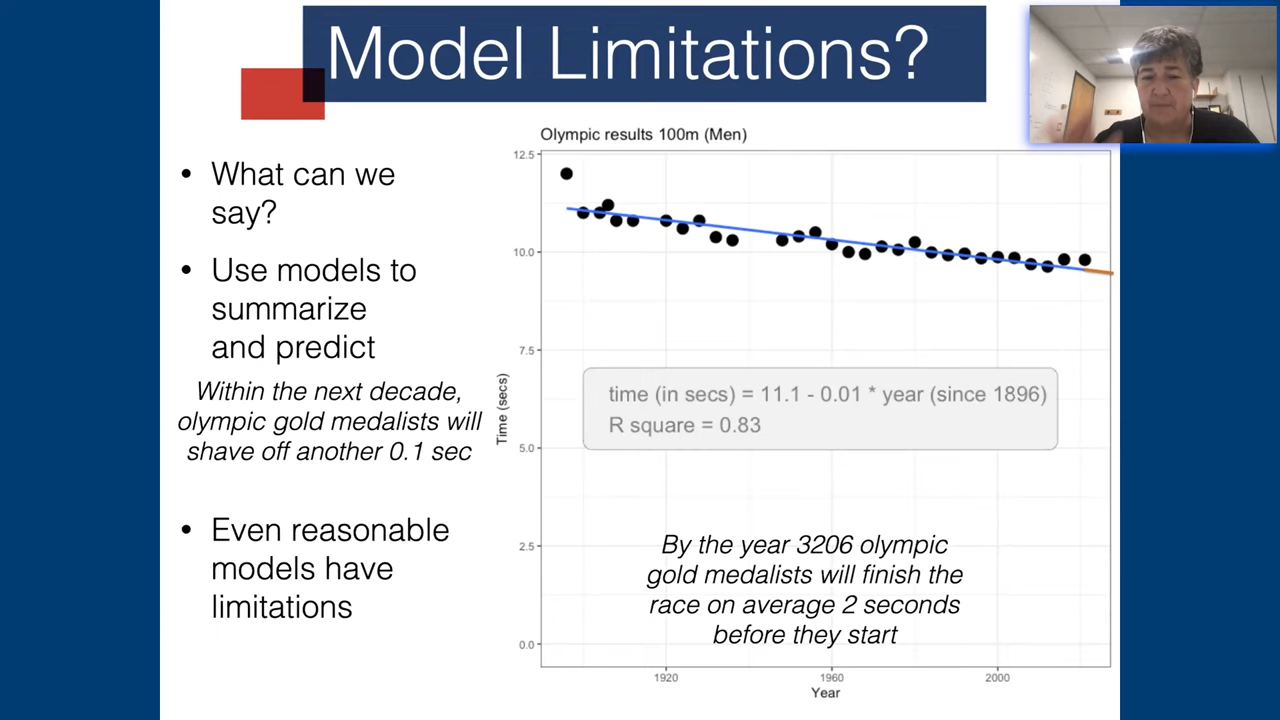 Model Limitations?
• What can we
say?
• Use models to
summarize
and predict
Within the next decade,
olympic gold medalists will
shave off another 0.1 sec
• Even reasonable
models have
limitations
Olympic results 100m (Men)
12.5
10.0
7.5
5.0
2.5
0.0
Time (secs)
time (in secs) = 11.1 - 0.01 * year (since 1896)
R square = 0.83
By the year 3206 olympic
gold medalists will finish the
race on average 2 seconds
before they start
1920 1960 2000
Year